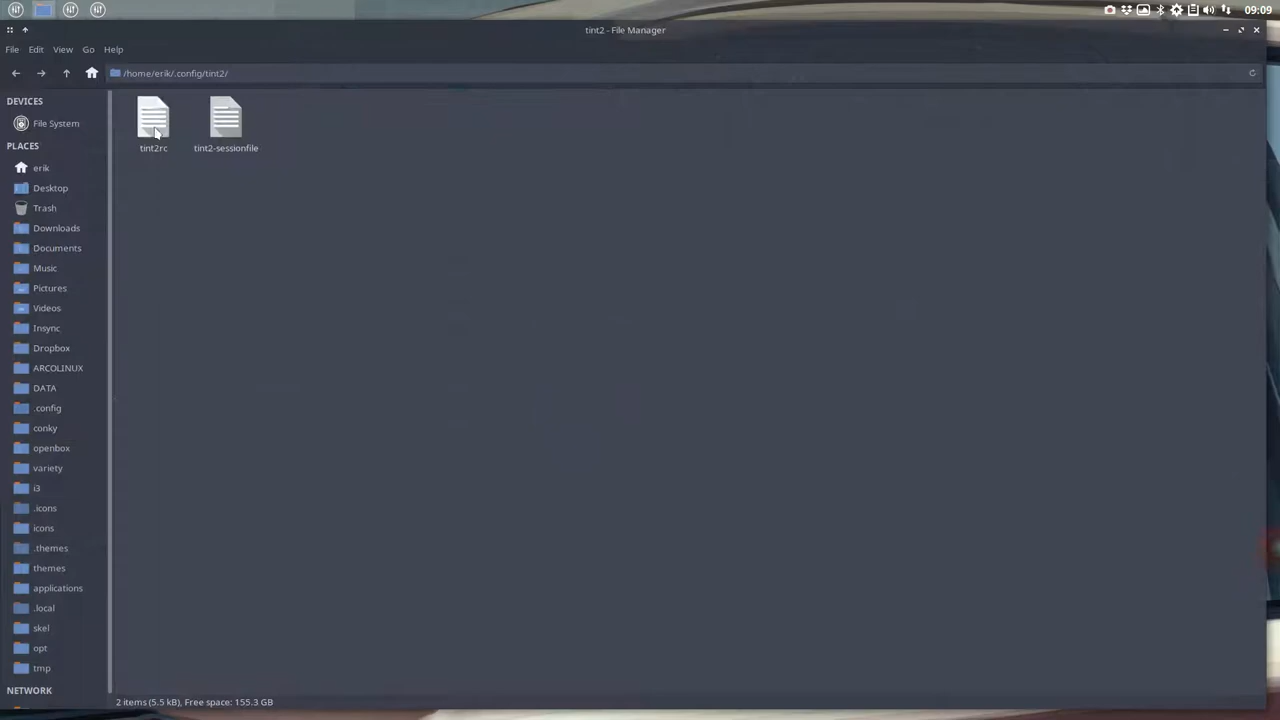 09:09
tint2 - File Manager
File Edit View Go Help
/home/erik/.config/tint2/
DEVICES
File System
PLACES
erik
Desktop
Trash
Downloads
Documents
Music
Pictures
Videos
Insync
Dropbox
ARCOLINUX
DATA
.config
conky
openbox
variety
i3
.icons
icons
.themes
themes
applications
.local
skel
opt
tmp
NETWORK
tint2rc
tint2-sessionfile
2 items (5.5 kB), Free space: 155.3 GB